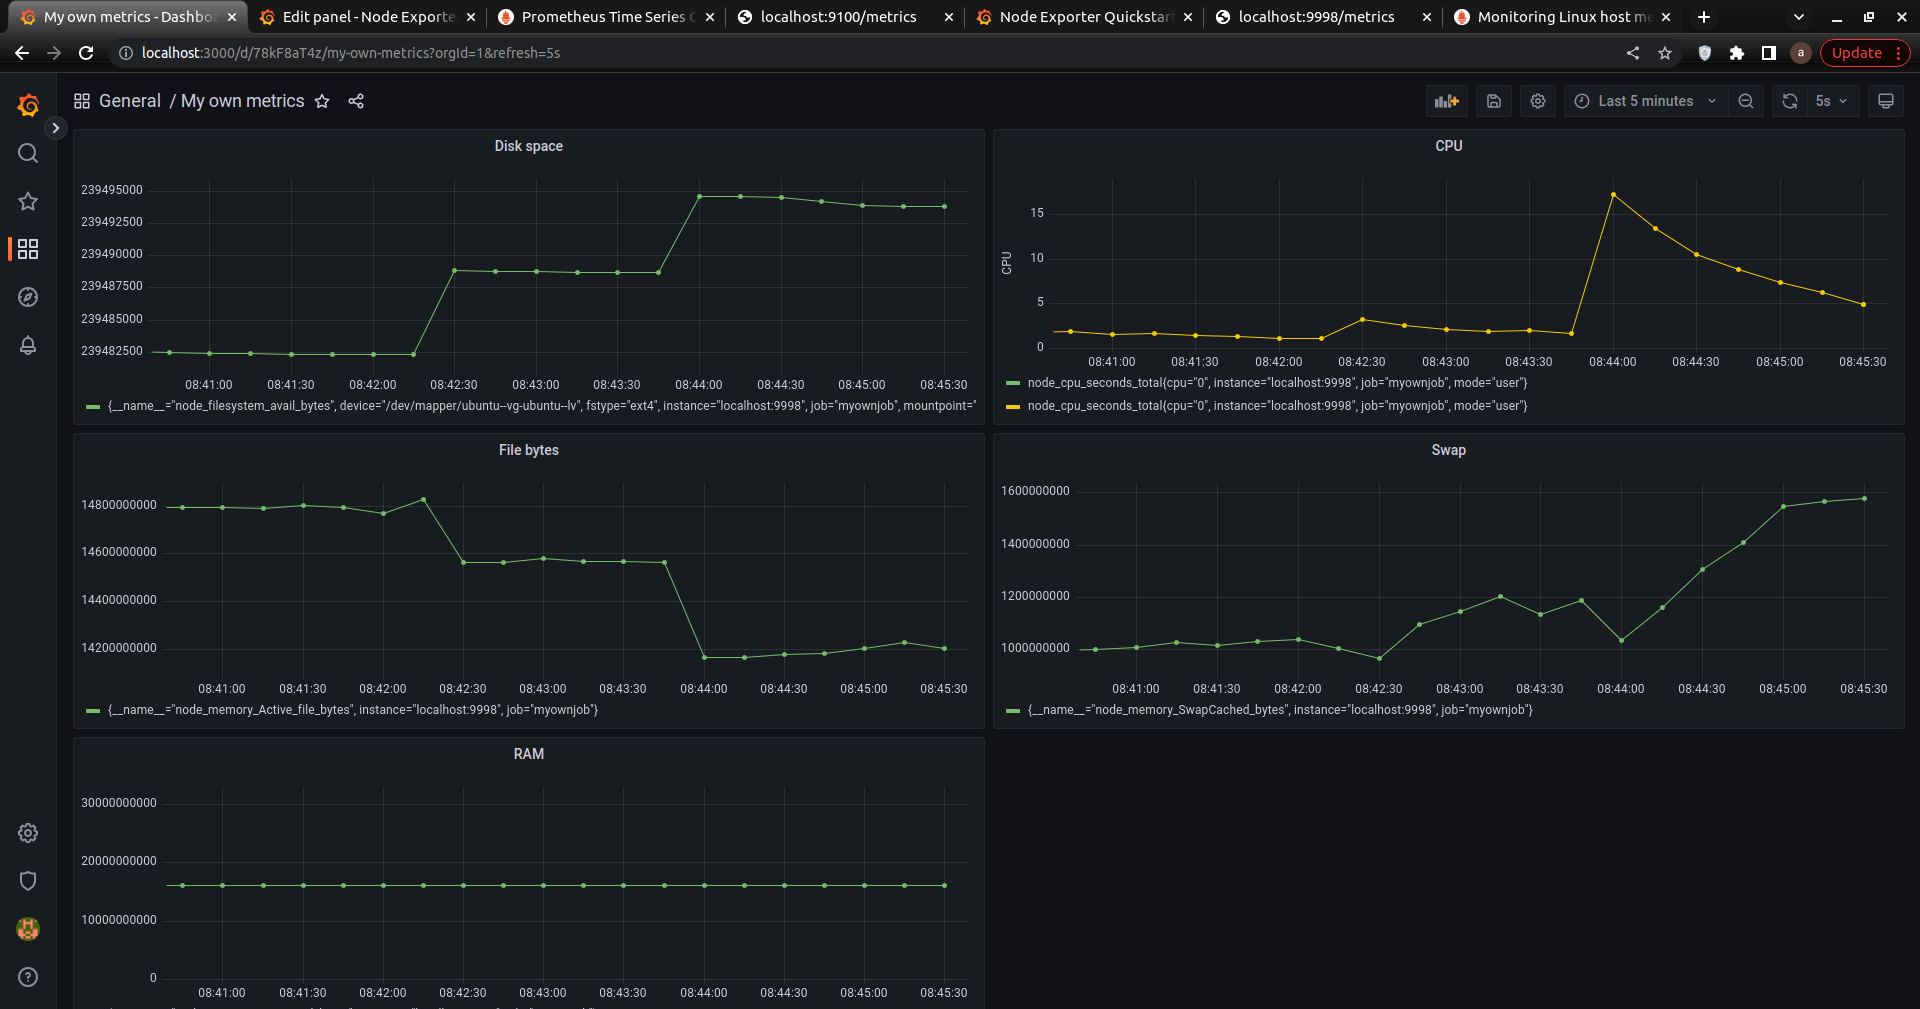 My own metrics - Dashbo
Edit panel - Node Exporte
Prometheus Time Series
localhost:9100/metrics
Node Exporter Quickstar
localhost:9998/metrics
Monitoring Linux host me
localhost:3000/d/78kF8aT4z/my-own-metrics?orgId=1&refresh=5s
a
Update
General / My own metrics
Last 5 minutes
5s
Disk space
239495000
239492500
239490000
239487500
239485000
239482500
08:41:00 08:41:30 08:42:00 08:42:30 08:43:00 08:43:30 08:44:00 08:44:30 08:45:00 08:45:30
{__name__="node_filesystem_avail_bytes", device="/dev/mapper/ubuntu--vg-ubuntu--lv", fstype="ext4", instance="localhost:9998", job="myownjob", mountpoint="
CPU
CPU
15
10
5
0
08:41:00 08:41:30 08:42:00 08:42:30 08:43:00 08:43:30 08:44:00 08:44:30 08:45:00 08:45:30
node_cpu_seconds_total{cpu="0", instance="localhost:9998", job="myownjob", mode="user"}
node_cpu_seconds_total{cpu="0", instance="localhost:9998", job="myownjob", mode="user"}
File bytes
14800000000
14600000000
14400000000
14200000000
08:41:00 08:41:30 08:42:00 08:42:30 08:43:00 08:43:30 08:44:00 08:44:30 08:45:00 08:45:30
{__name__="node_memory_Active_file_bytes", instance="localhost:9998", job="myownjob"}
Swap
1600000000
1400000000
1200000000
1000000000
08:41:00 08:41:30 08:42:00 08:42:30 08:43:00 08:43:30 08:44:00 08:44:30 08:45:00 08:45:30
{__name__="node_memory_SwapCached_bytes", instance="localhost:9998", job="myownjob"}
RAM
30000000000
20000000000
10000000000
0
08:41:00 08:41:30 08:42:00 08:42:30 08:43:00 08:43:30 08:44:00 08:44:30 08:45:00 08:45:30